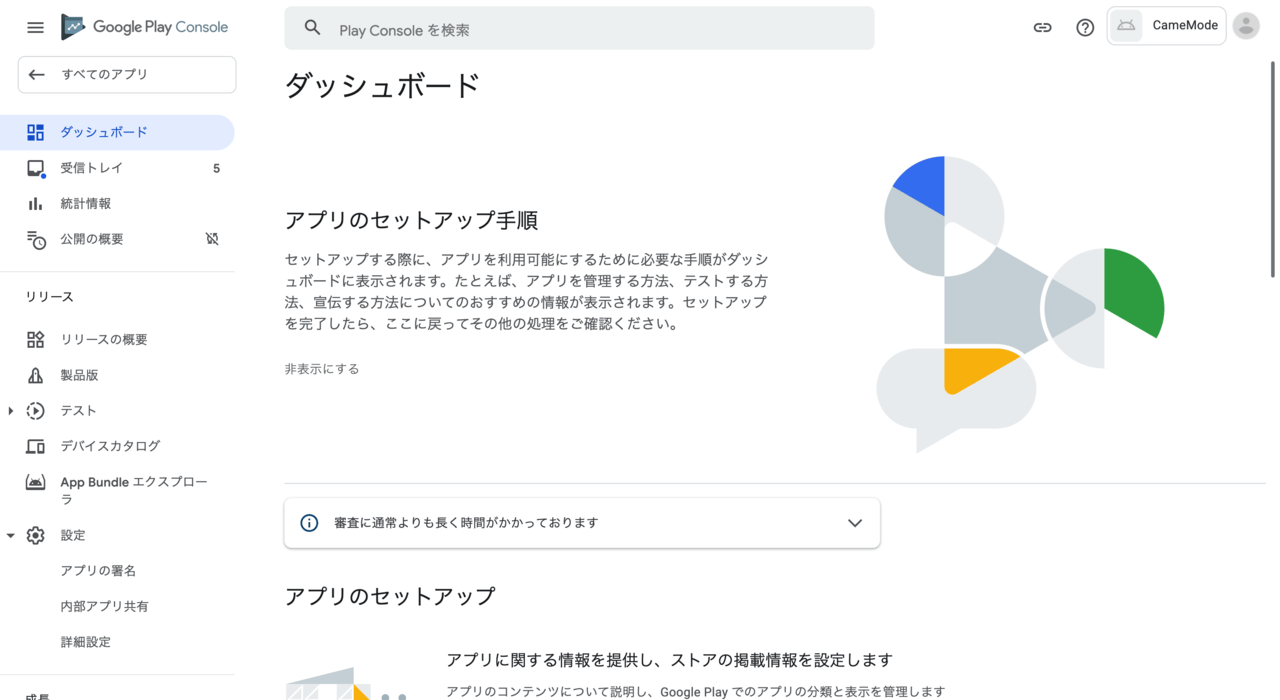 Google Play Console
Play Console を検索
CameMode
すべてのアプリ
ダッシュボード
受信トレイ 5
統計情報
公開の概要
リリース
リリースの概要
製品版
テスト
デバイスカタログ
App Bundle エクスプロー
ラ
設定
アプリの署名
内部アプリ共有
詳細設定
成長
ダッシュボード
アプリのセットアップ手順
セットアップする際に、アプリを利用可能にするために必要な手順がダッシ
ュボードに表示されます。たとえば、アプリを管理する方法、テストする方
法、宣伝する方法についてのおすすめの情報が表示されます。セットアップ
を完了したら、ここに戻ってその他の処理をご確認ください。
非表示にする
審査に通常よりも長く時間がかかっております
アプリのセットアップ
アプリに関する情報を提供し、ストアの掲載情報を設定します
アプリのコンテンツについて説明し、Google Play でのアプリの分類と表示を管理します